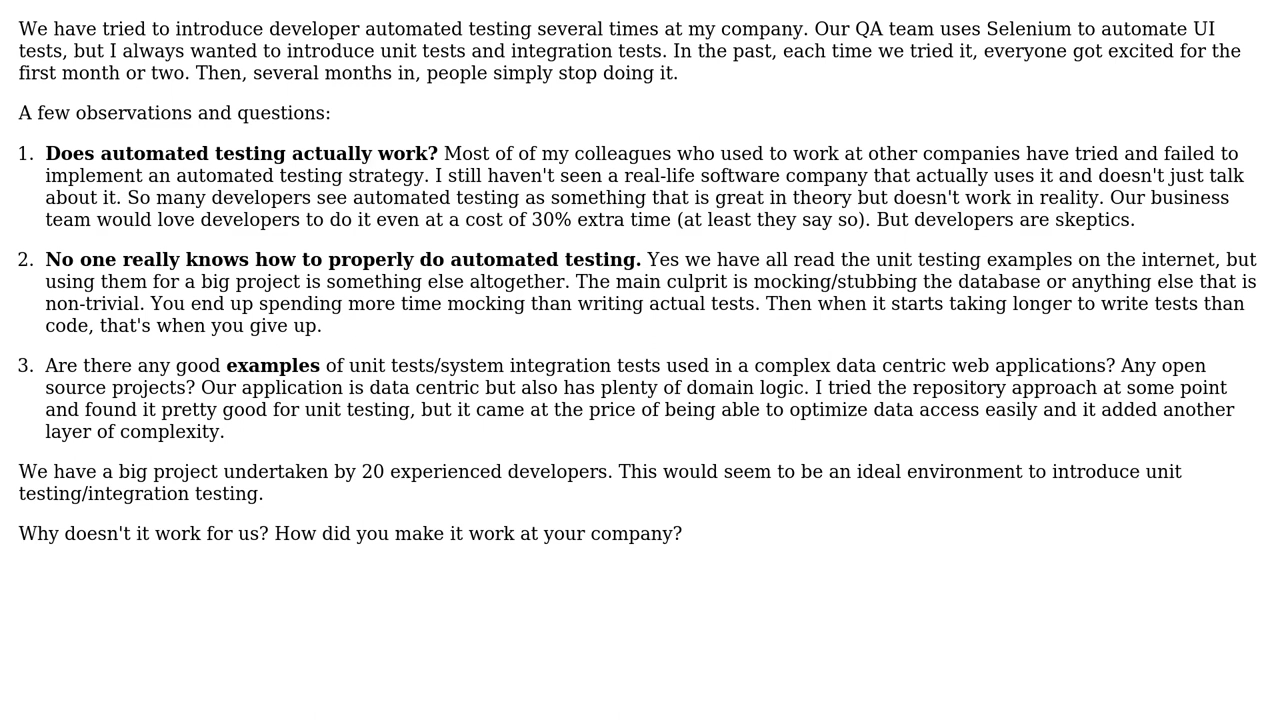 We have tried to introduce developer automated testing several times at my company. Our QA team uses Selenium to automate UI
tests, but I always wanted to introduce unit tests and integration tests. In the past, each time we tried it, everyone got excited for the
first month or two. Then, several months in, people simply stop doing it.
A few observations and questions:
1. Does automated testing actually work? Most of of my colleagues who used to work at other companies have tried and failed to
implement an automated testing strategy. I still haven't seen a real-life software company that actually uses it and doesn't just talk
about it. So many developers see automated testing as something that is great in theory but doesn't work in reality. Our business
team would love developers to do it even at a cost of 30% extra time (at least they say so). But developers are skeptics.
2. No one really knows how to properly do automated testing. Yes we have all read the unit testing examples on the internet, but
using them for a big project is something else altogether. The main culprit is mocking/stubbing the database or anything else that is
non-trivial. You end up spending more time mocking than writing actual tests. Then when it starts taking longer to write tests than
code, that's when you give up.
3. Are there any good examples of unit tests/system integration tests used in a complex data centric web applications? Any open
source projects? Our application is data centric but also has plenty of domain logic. I tried the repository approach at some point
and found it pretty good for unit testing, but it came at the price of being able to optimize data access easily and it added another
layer of complexity.
We have a big project undertaken by 20 experienced developers. This would seem to be an ideal environment to introduce unit
testing/integration testing.
Why doesn't it work for us? How did you make it work at your company?